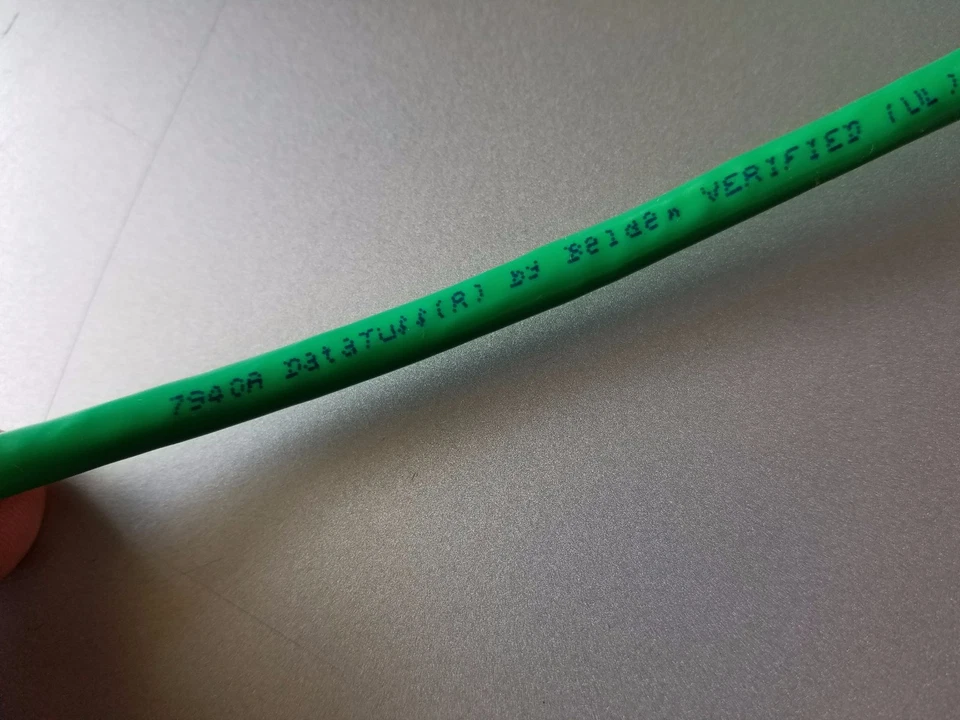 7940A DataTuff(R) by Belden VERIFIED (UL)